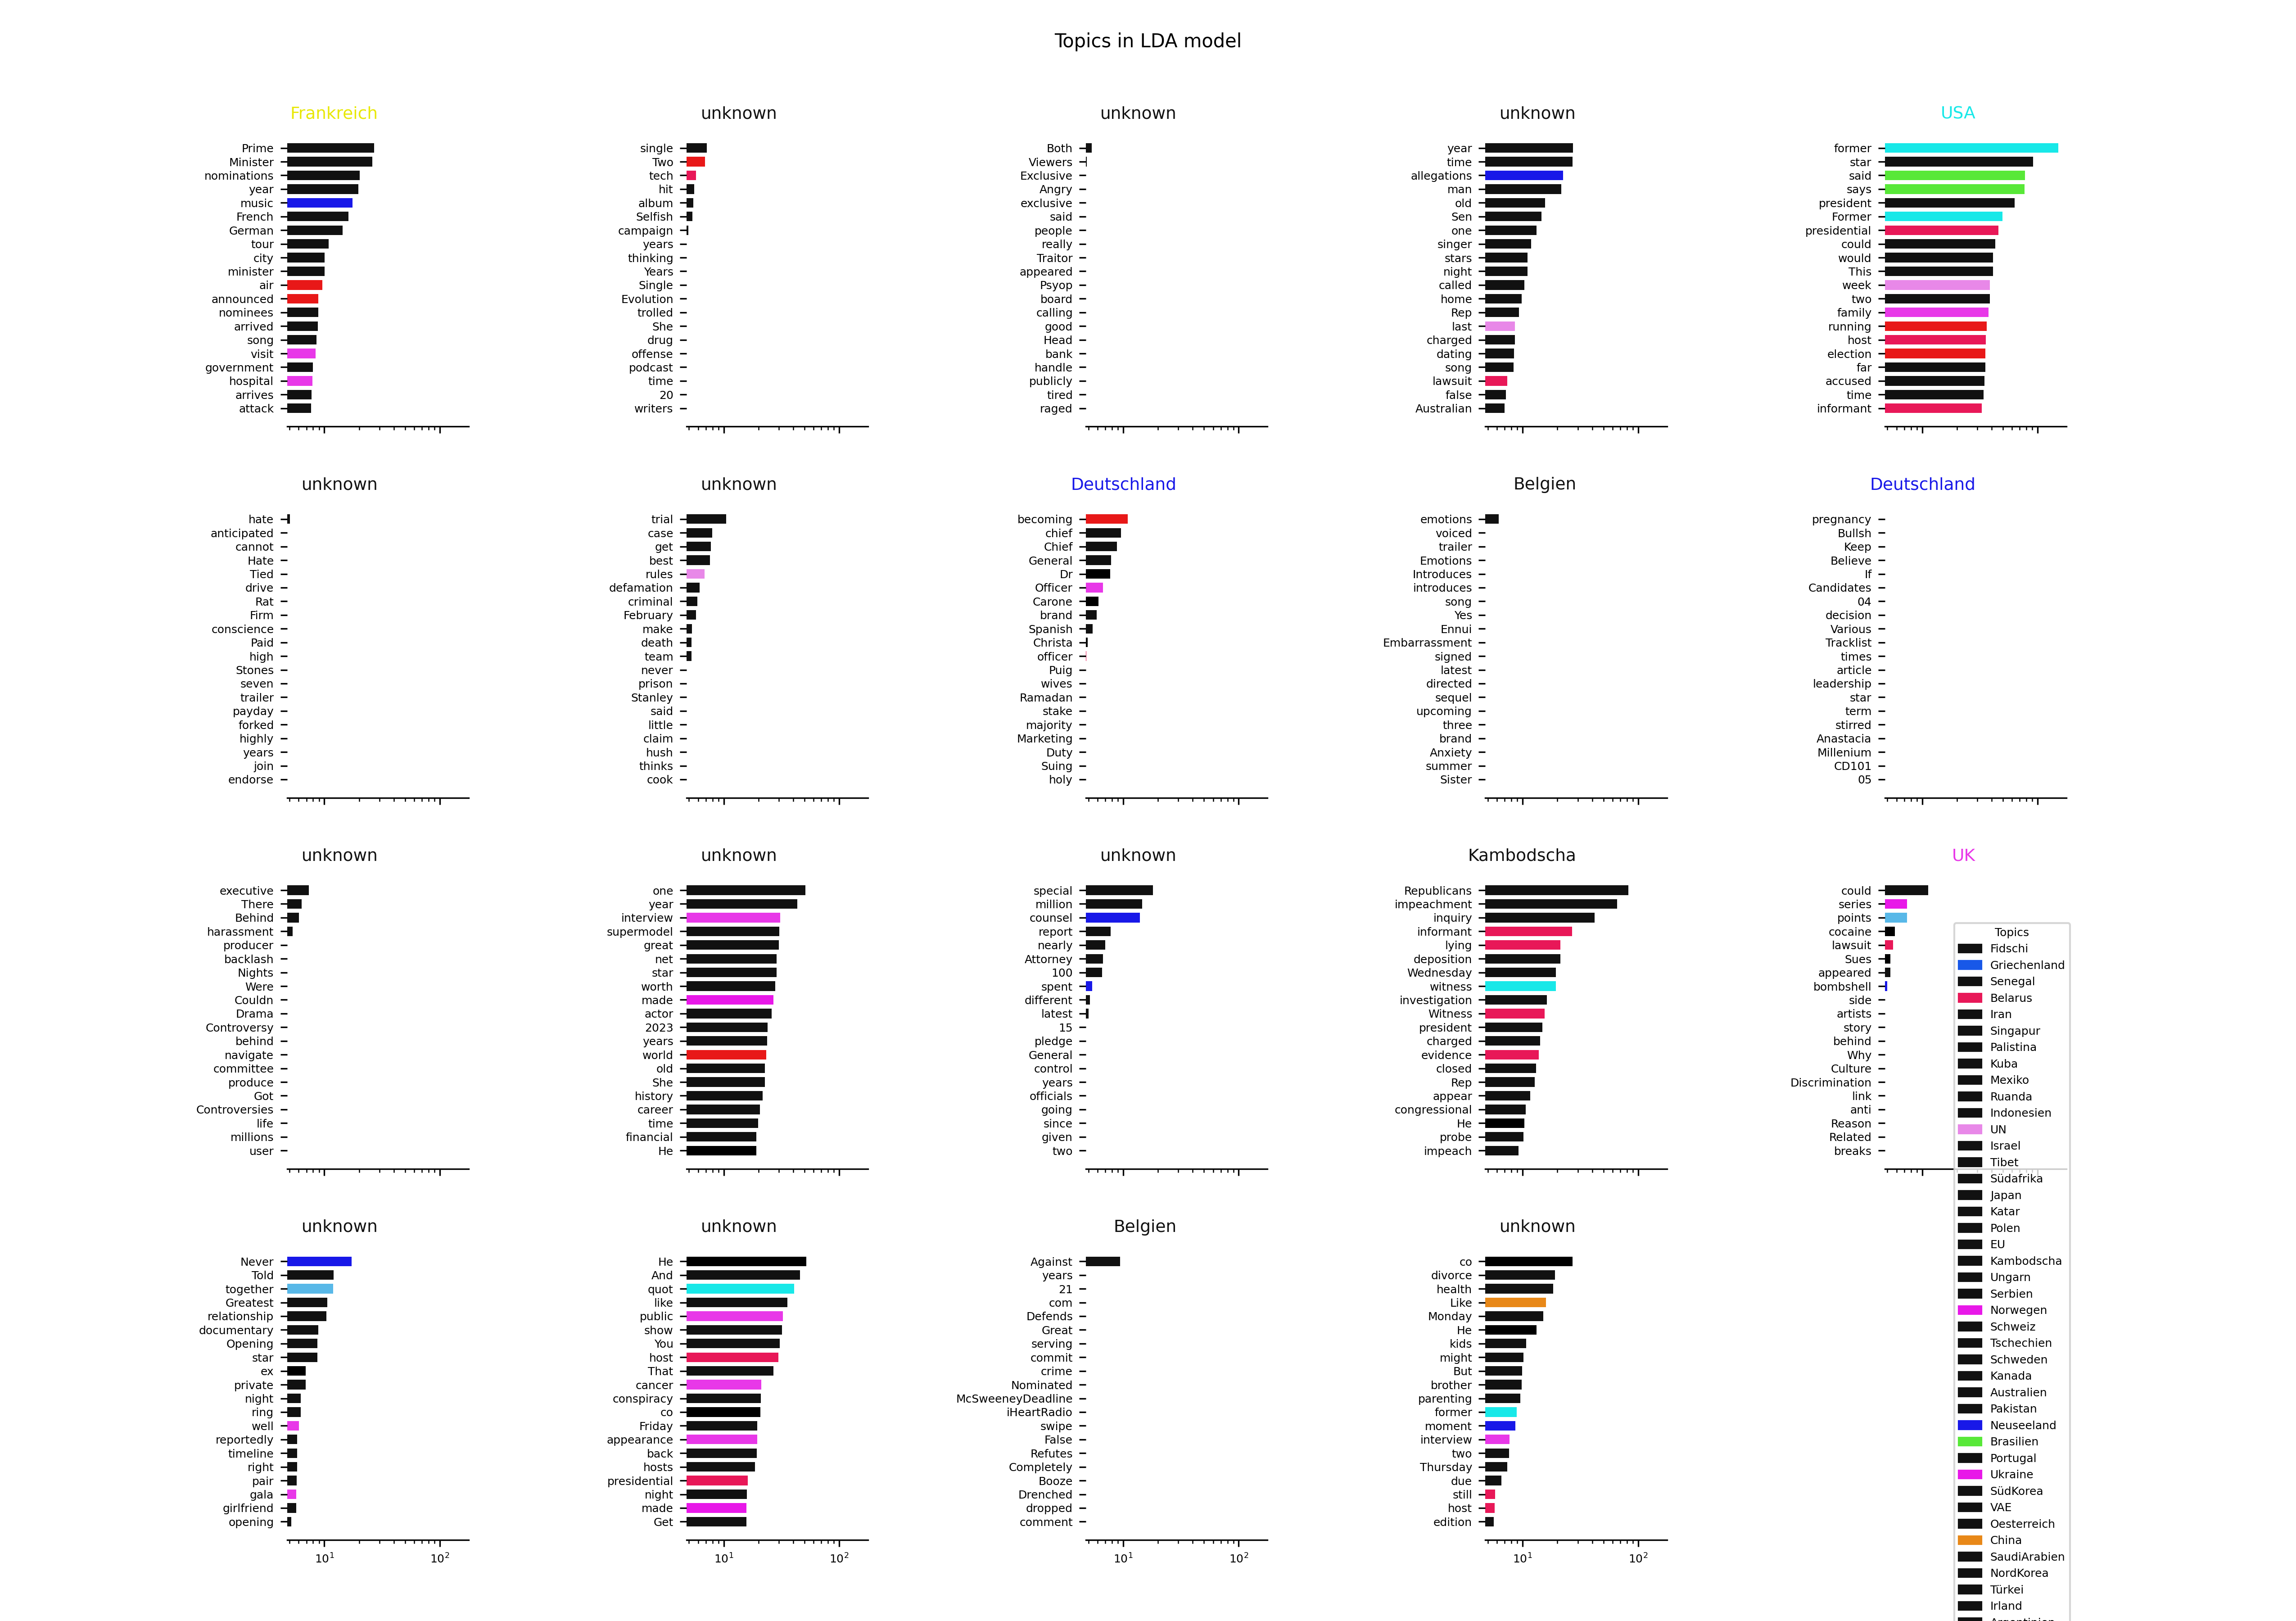 Topics in LDA model
Frankreich
Prime
Minister
nominations
year
music
French
German
tour
city
minister
air
announced
nominees
arrived
song
visit
government
hospital
arrives
attack
unknown
single
Two
tech
hit
album
Selfish
campaign
years
thinking
Years
Single
Evolution
trolled
She
drug
offense
podcast
time
20
writers
unknown
Both
Viewers
Exclusive
Angry
exclusive
said
people
really
Traitor
appeared
Psyop
board
calling
good
Head
bank
handle
publicly
tired
raged
unknown
year
time
allegations
man
old
Sen
one
singer
stars
night
called
home
Rep
last
charged
dating
song
lawsuit
false
Australian
USA
former
star
said
says
president
Former
presidential
could
would
This
week
two
family
running
host
election
far
accused
time
informant
unknown
hate
anticipated
cannot
Hate
Tied
drive
Rat
Firm
conscience
Paid
high
Stones
seven
trailer
payday
forked
highly
years
join
endorse
unknown
trial
case
get
best
rules
defamation
criminal
February
make
death
team
never
prison
Stanley
said
little
claim
hush
thinks
cook
Deutschland
becoming
chief
Chief
General
Dr
Officer
Carone
brand
Spanish
Christa
officer
Puig
wives
Ramadan
stake
majority
Marketing
Duty
Suing
holy
Belgien
emotions
voiced
trailer
Emotions
Introduces
introduces
song
Yes
Ennui
Embarrassment
signed
latest
directed
sequel
upcoming
three
brand
Anxiety
summer
Sister
Deutschland
pregnancy
Bullsh
Keep
Believe
If
Candidates
04
decision
Various
Tracklist
times
article
leadership
star
term
stirred
Anastacia
Millenium
CD101
05
unknown
executive
There
Behind
harassment
producer
backlash
Nights
Were
Couldn
Drama
Controversy
behind
navigate
committee
produce
Got
Controversies
life
millions
user
unknown
one
year
interview
supermodel
great
net
star
worth
made
actor
2023
years
world
old
She
history
career
time
financial
He
unknown
special
million
counsel
report
nearly
Attorney
100
spent
different
latest
15
pledge
General
control
years
officials
going
since
given
two
Kambodscha
Republicans
impeachment
inquiry
informant
lying
deposition
Wednesday
witness
investigation
Witness
president
charged
evidence
closed
Rep
appear
congressional
He
probe
impeach
UK
could
series
points
cocaine
lawsuit
Sues
appeared
bombshell
side
artists
story
behind
Why
Culture
Discrimination
link
anti
Reason
Related
breaks
unknown
Never
Told
together
Greatest
relationship
documentary
Opening
star
ex
private
night
ring
well
reportedly
timeline
right
pair
gala
girlfriend
opening
10¹ 10²
unknown
He
And
quot
like
public
show
You
host
That
cancer
conspiracy
co
Friday
appearance
back
hosts
presidential
night
made
Get
10¹ 10²
Belgien
Against
years
21
com
Defends
Great
serving
commit
crime
Nominated
McSweeneyDeadline
iHeartRadio
swipe
False
Refutes
Completely
Booze
Drenched
dropped
comment
10¹ 10²
unknown
co
divorce
health
Like
Monday
He
kids
might
But
brother
parenting
former
moment
interview
two
Thursday
due
still
host
edition
10¹ 10²
Topics
Fidschi
Griechenland
Senegal
Belarus
Iran
Singapur
Palistina
Kuba
Mexiko
Ruanda
Indonesien
UN
Israel
Tibet
Südafrika
Japan
Katar
Polen
EU
Kambodscha
Ungarn
Serbien
Norwegen
Schweiz
Tschechien
Schweden
Kanada
Australien
Pakistan
Neuseeland
Brasilien
Portugal
Ukraine
SüdKorea
VAE
Oesterreich
China
SaudiArabien
NordKorea
Türkei
Irland